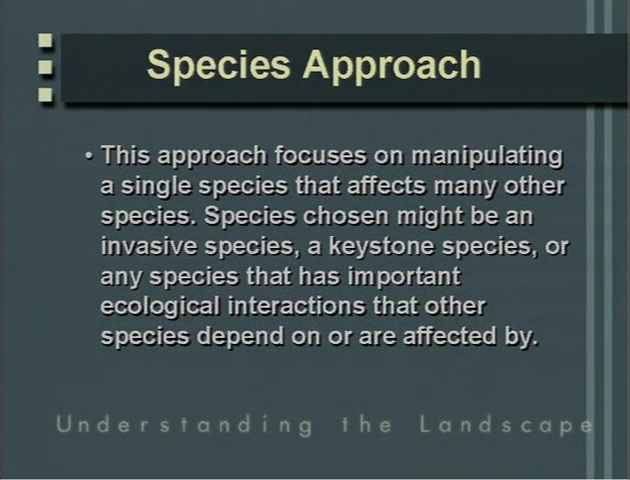 Species Approach
• This approach focuses on manipulating
a single species that affects many other
species. Species chosen might be an
invasive species, a keystone species, or
any species that has important
ecological interactions that other
species depend on or are affected by.
Understanding the Landscape